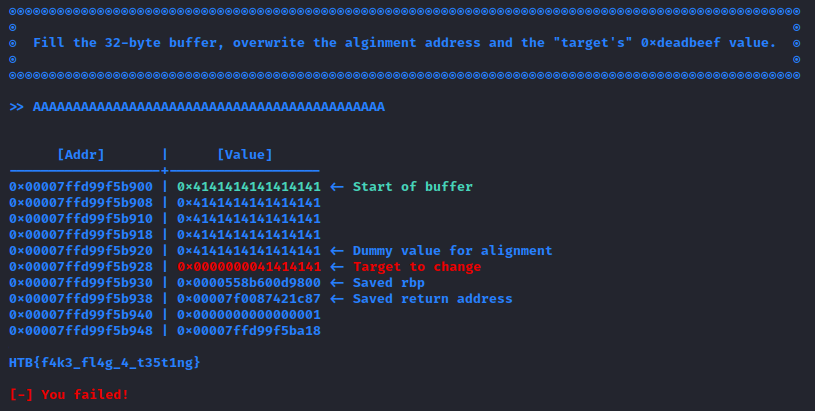 Fill the 32-byte buffer, overwrite the alginment address and the "target's" 0×deadbeef value.
>> AAAAAAAAAAAAAAAAAAAAAAAAAAAAAAAAAAAAAAAAAAAA
[Addr] | [Value]
0×00007ffd99f5b900 | 0×4141414141414141 <- Start of buffer
0×00007ffd99f5b908 | 0×4141414141414141
0×00007ffd99f5b910 | 0×4141414141414141
0×00007ffd99f5b918 | 0×4141414141414141
0×00007ffd99f5b920 | 0×4141414141414141 <- Dummy value for alignment
0×00007ffd99f5b928 | 0×0000000041414141 <- Target to change
0×00007ffd99f5b930 | 0×0000558b600d9800 <- Saved rbp
0×00007ffd99f5b938 | 0×00007f0087421c87 <- Saved return address
0×00007ffd99f5b940 | 0×0000000000000001
0×00007ffd99f5b948 | 0×00007ffd99f5ba18
HTB{f4k3_fl4g_4_t35t1ng}
[-] You failed!